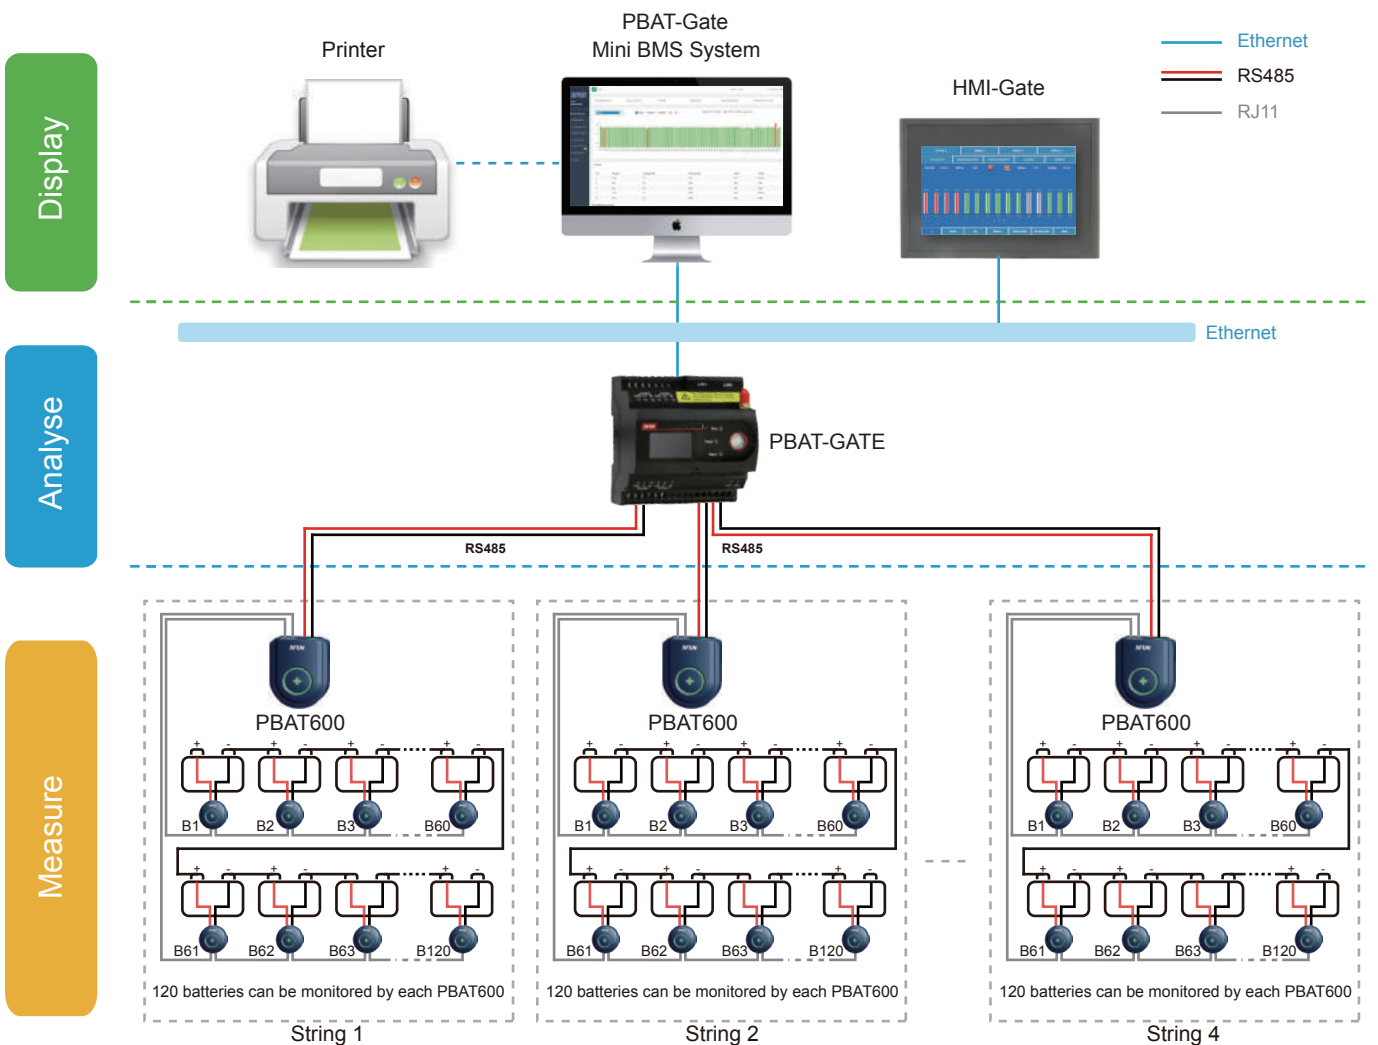 PBAT-Gate
Mini BMS System
Printer
HMI-Gate
Ethernet
RS485
RJ11
Display
Ethernet
Analyse
PBAT-GATE
RS485
RS485
Measure
PBAT600
+ - + - + - + -
B1 B2 B3 B60
+ - + - + - + -
B61 B62 B63 B120
120 batteries can be monitored by each PBAT600
String 1
PBAT600
+ - + - + - + -
B1 B2 B3 B60
+ - + - + - + -
B61 B62 B63 B120
120 batteries can be monitored by each PBAT600
String 2
PBAT600
+ - + - + - + -
B1 B2 B3 B60
+ - + - + - + -
B61 B62 B63 B120
120 batteries can be monitored by each PBAT600
String 4